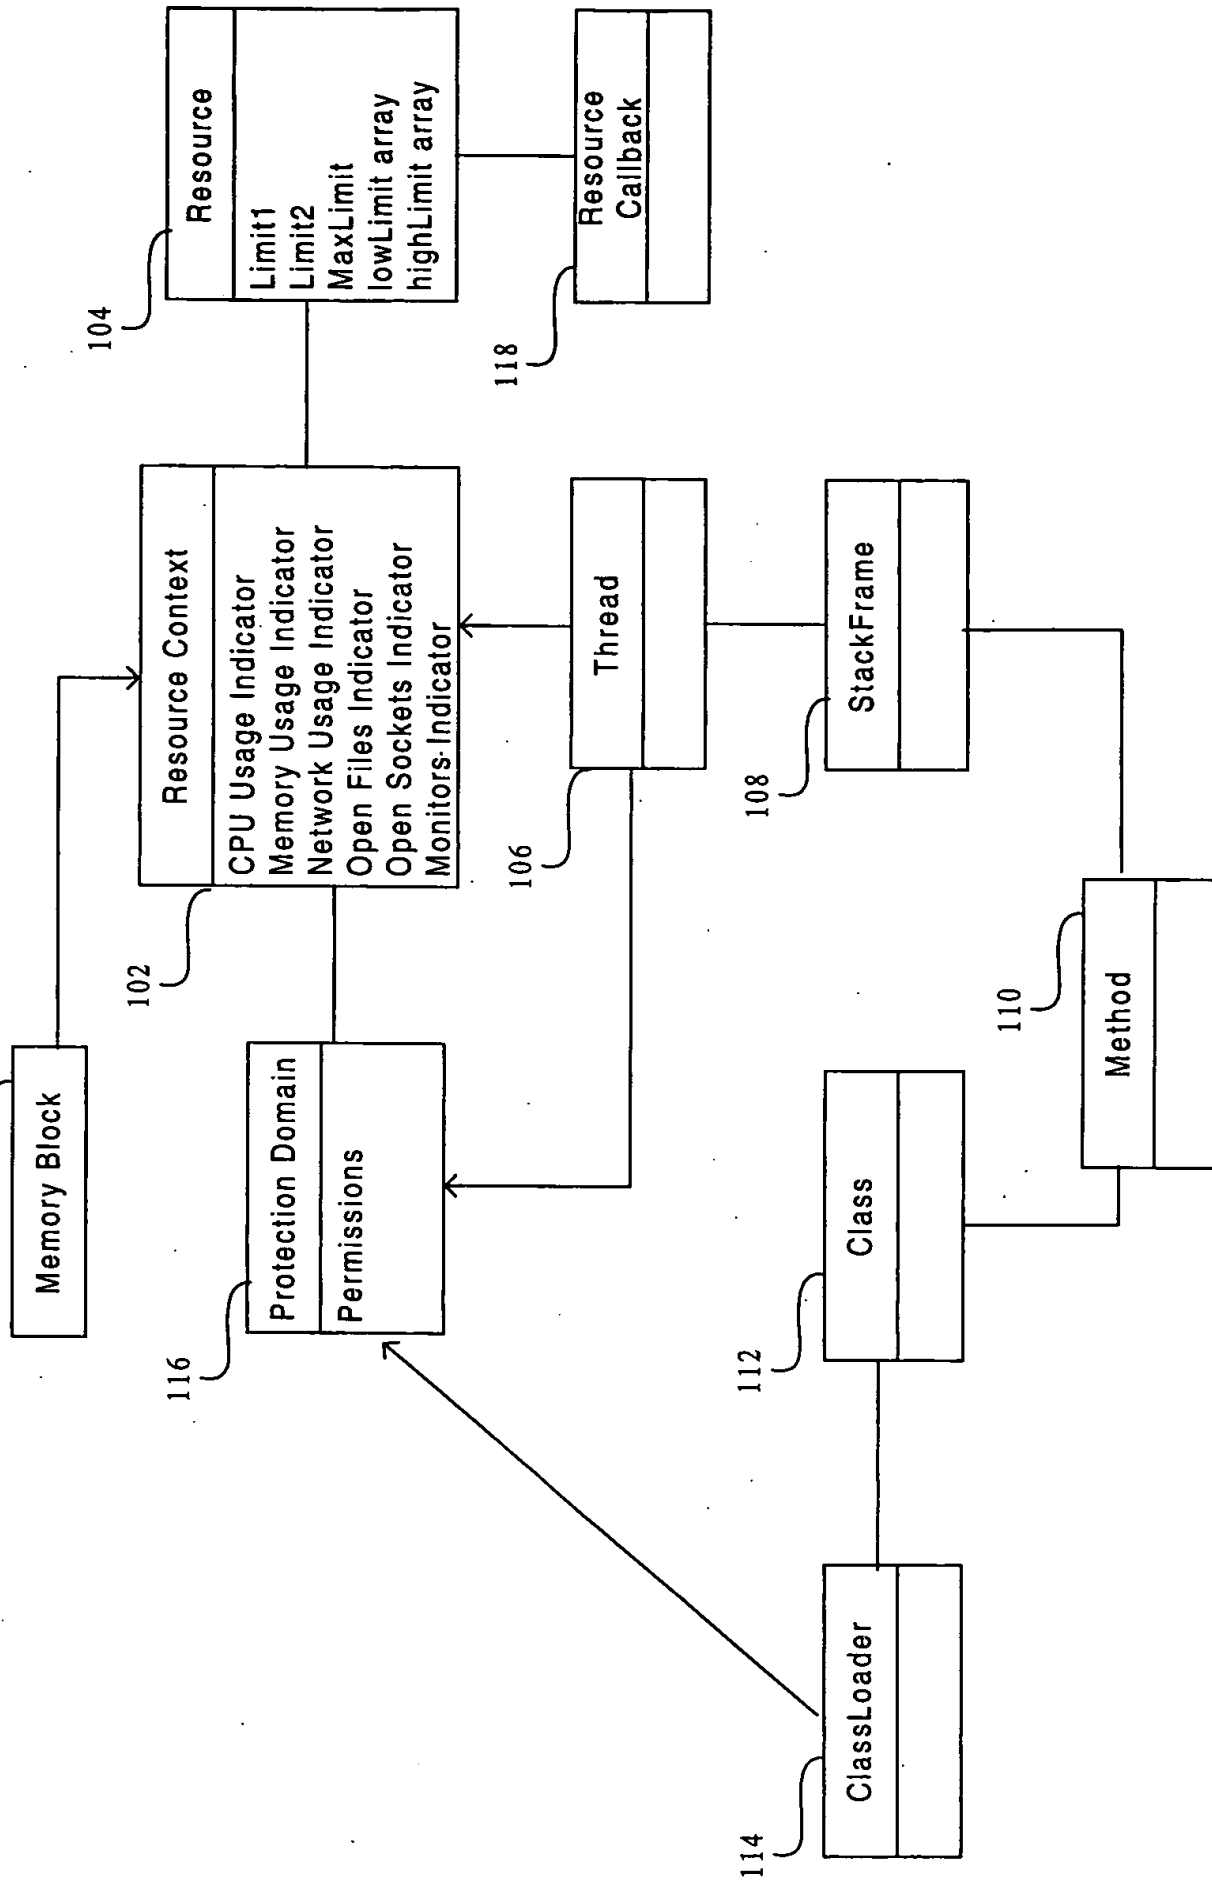 Memory Block
102
Resource Context
CPU Usage Indicator
Memory Usage Indicator
Network Usage Indicator
Open Files Indicator
Open Sockets Indicator
Monitors Indicator
104
Resource
Limit1
Limit2
MaxLimit
lowLimit array
highLimit array
116
Protection Domain
Permissions
106
Thread
118
Resource
Callback
114
ClassLoader
112
Class
108
StackFrame
110
Method